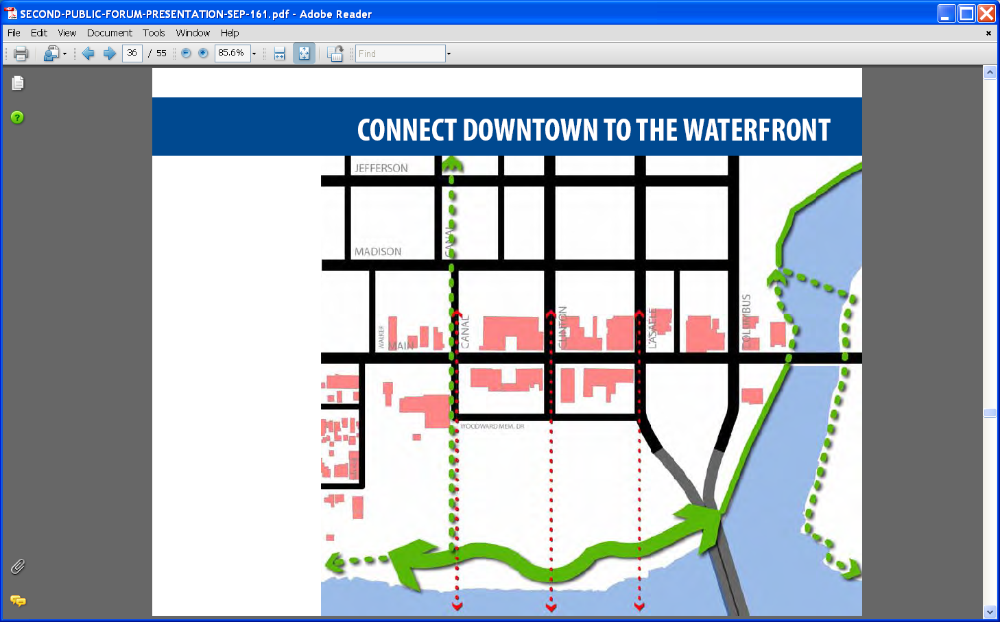 SECOND-PUBLIC-FORUM-PRESENTATION-SEP-161.pdf - Adobe Reader
File Edit View Document Tools Window Help
36 / 55 85.6% Find
CONNECT DOWNTOWN TO THE WATERFRONT
JEFFERSON
CANAL
MADISON
WALKER
MAIN
CANAL
CLINTON
LASALLE
COLUMBUS
WOODWARD MEM. DR